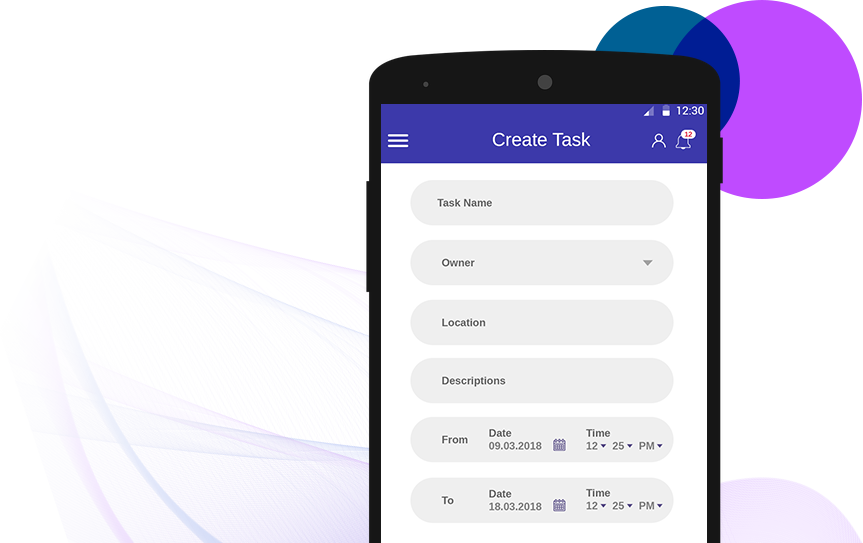 12:30
Create Task
12
Task Name
Owner
Location
Descriptions
From Date 09.03.2018 Time 12 25 PM
To Date 18.03.2018 Time 12 25 PM